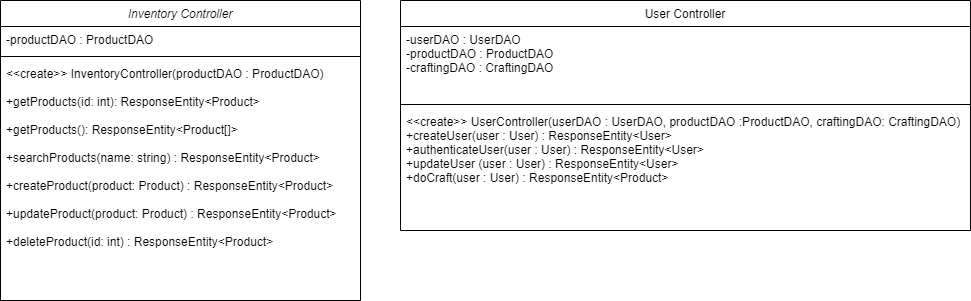 Inventory Controller
-productDAO : ProductDAO
<<create>> InventoryController(productDAO : ProductDAO)
+getProducts(id: int): ResponseEntity<Product>
+getProducts(): ResponseEntity<Product[]>
+searchProducts(name: string) : ResponseEntity<Product>
+createProduct(product: Product) : ResponseEntity<Product>
+updateProduct(product: Product) : ResponseEntity<Product>
+deleteProduct(id: int) : ResponseEntity<Product>
User Controller
-userDAO : UserDAO
-productDAO : ProductDAO
-craftingDAO : CraftingDAO
<<create>> UserController(userDAO : UserDAO, productDAO :ProductDAO, craftingDAO: CraftingDAO)
+createUser(user : User) : ResponseEntity<User>
+authenticateUser(user : User) : ResponseEntity<User>
+updateUser (user : User) : ResponseEntity<User>
+doCraft(user : User) : ResponseEntity<Product>